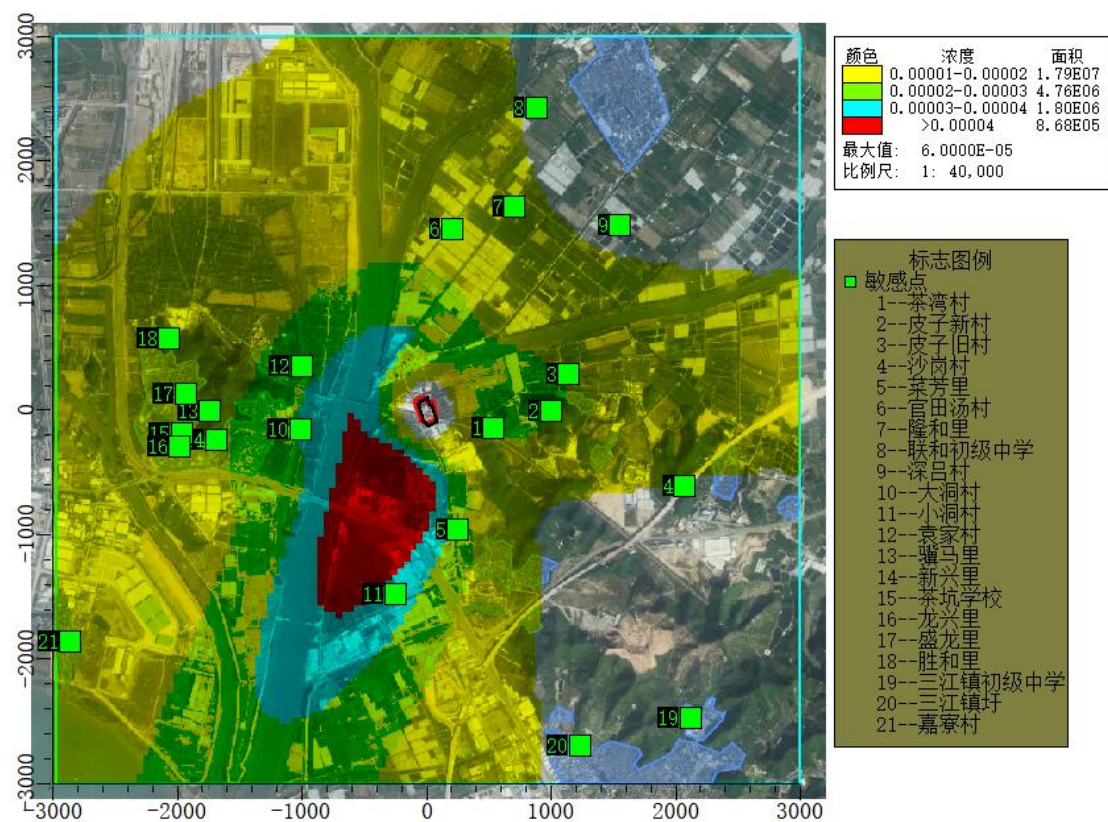 3000
2000
1000
0
-1000
-2000
-3000
-3000
-2000
-1000
0
1000
2000
3000
8
7
6
9
18
12
3
17
13
2
15
16
14
10
1
4
5
11
21
19
20
颜色 浓度 面积
0.00001-0.00002 1.79E07
0.00002-0.00003 4.76E06
0.00003-0.00004 1.80E06
>0.00004 8.68E05
最大值: 6.0000E-05
比例尺: 1: 40,000
标志图例
敏感点
1--茶湾村
2--皮子新村
3--皮子旧村
4--沙岗村
5--菜芳里
6--官田汤村
7--隆和里
8--联和初级中学
9--深吕村
10--大洞村
11--小洞村
12--袁家村
13--骥马里
14--新兴里
15--茶坑学校
16--龙兴里
17--盛龙里
18--胜和里
19--三江镇初级中学
20--三江镇圩
21--嘉寮村